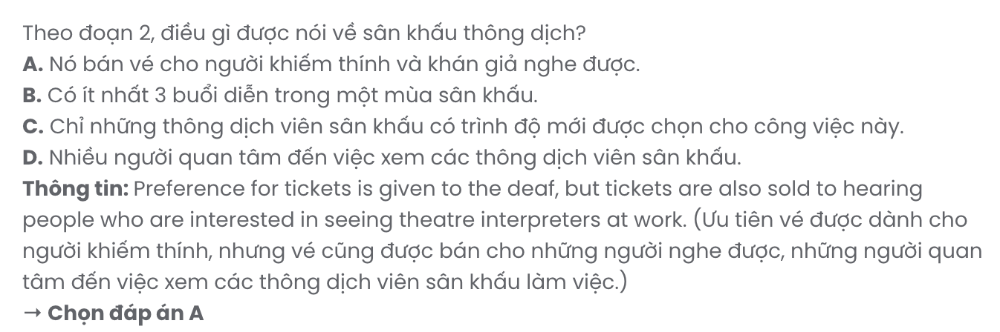 Theo đoạn 2, điều gì được nói về sân khấu thông dịch?
A. Nó bán vé cho người khiếm thính và khán giả nghe được.
B. Có ít nhất 3 buổi diễn trong một mùa sân khấu.
C. Chỉ những thông dịch viên sân khấu có trình độ mới được chọn cho công việc này.
D. Nhiều người quan tâm đến việc xem các thông dịch viên sân khấu.
Thông tin: Preference for tickets is given to the deaf, but tickets are also sold to hearing
people who are interested in seeing theatre interpreters at work. (Ưu tiên vé được dành cho
người khiếm thính, nhưng vé cũng được bán cho những người nghe được, những người quan
tâm đến việc xem các thông dịch viên sân khấu làm việc.)
→ Chọn đáp án A